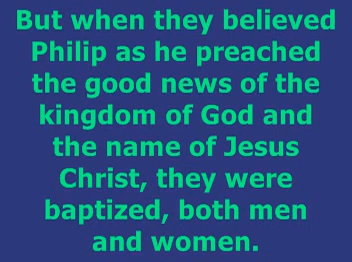 But when they believed
Philip as he preached
the good news of the
kingdom of God and
the name of Jesus
Christ, they were
baptized, both men
and women.